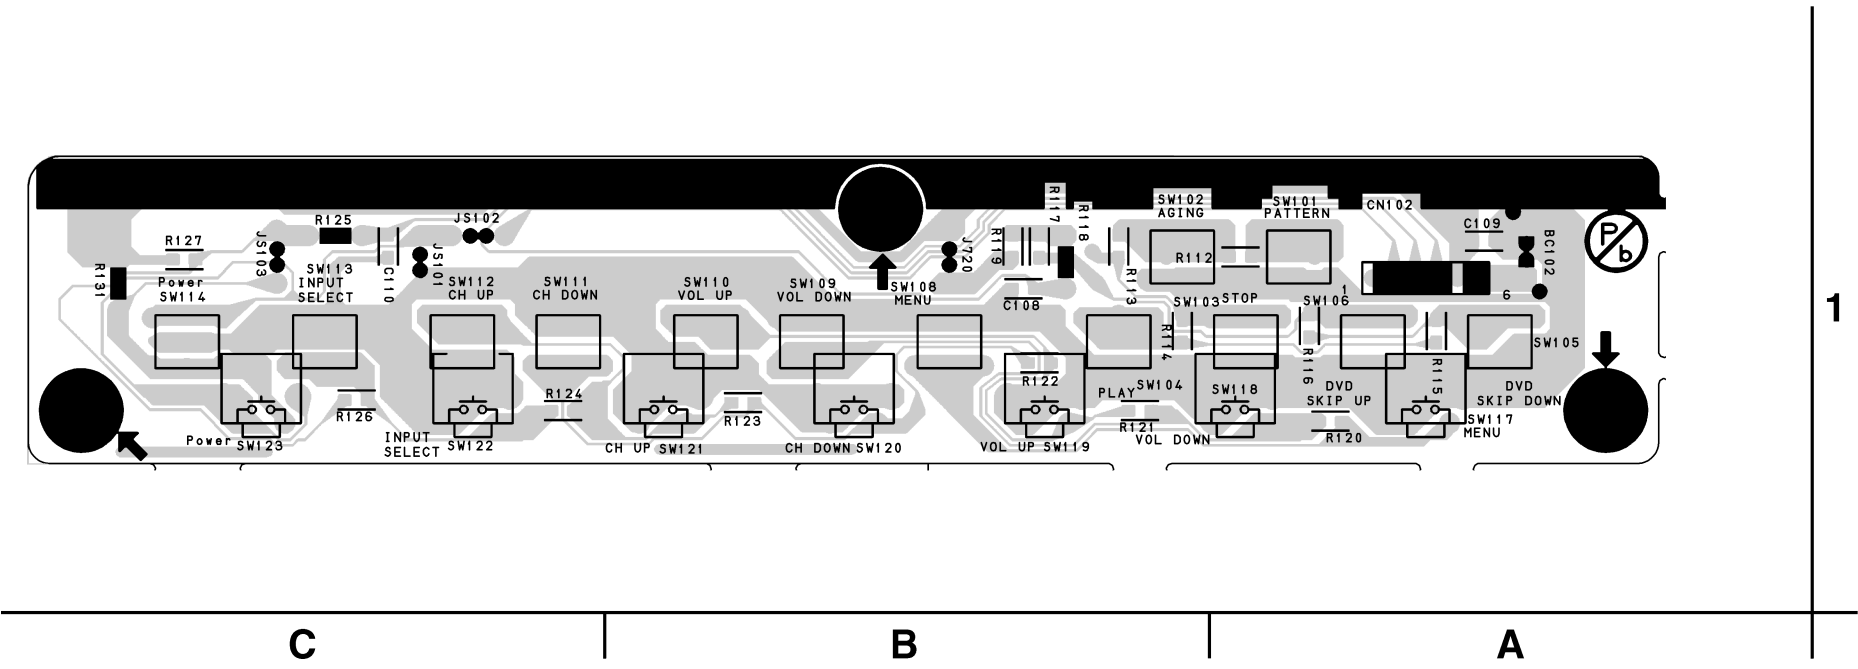 R117
SW102
AGING
SW101
PATTERN
CN102
R118
R125
JS102
C109
R127
JS103
JS101
J720
R119
BC102
Pb
R131
Power
SW114
SW113
INPUT
SELECT
C110
SW112
CH UP
SW111
CH DOWN
SW110
VOL UP
SW109
VOL DOWN
SW108
MENU
C108
R113
R112
SW103
STOP
SW106
1
6
R114
SW105
R116
R115
R122
PLAY
SW104
SW118
DVD
SKIP UP
DVD
SKIP DOWN
R126
R124
R123
R121
R120
Power
SW123
INPUT
SELECT
SW122
CH UP
SW121
CH DOWN
SW120
VOL UP
SW119
VOL DOWN
SW117
MENU
1
C
B
A